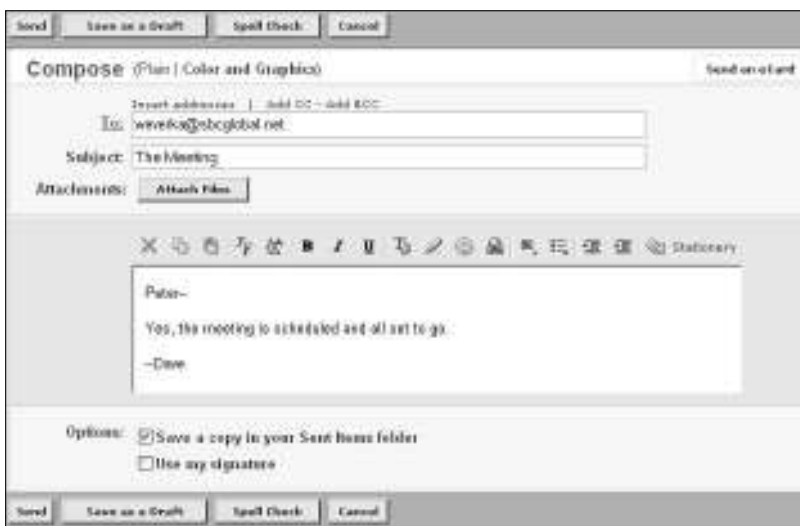 Send Save as a Draft Spell Check Cancel
Compose (Plain | Color and Graphics) Send an eCard
Insert addresses | Add CC - Add BCC
To: weverka@sbcglobal.net
Subject: The Meeting
Attachments: Attach Files
B I U Stationery
Peter--
Yes, the meeting is scheduled and all set to go.
--Dave
Options: Save a copy in your Sent Items folder
Use my signature
Send Save as a Draft Spell Check Cancel